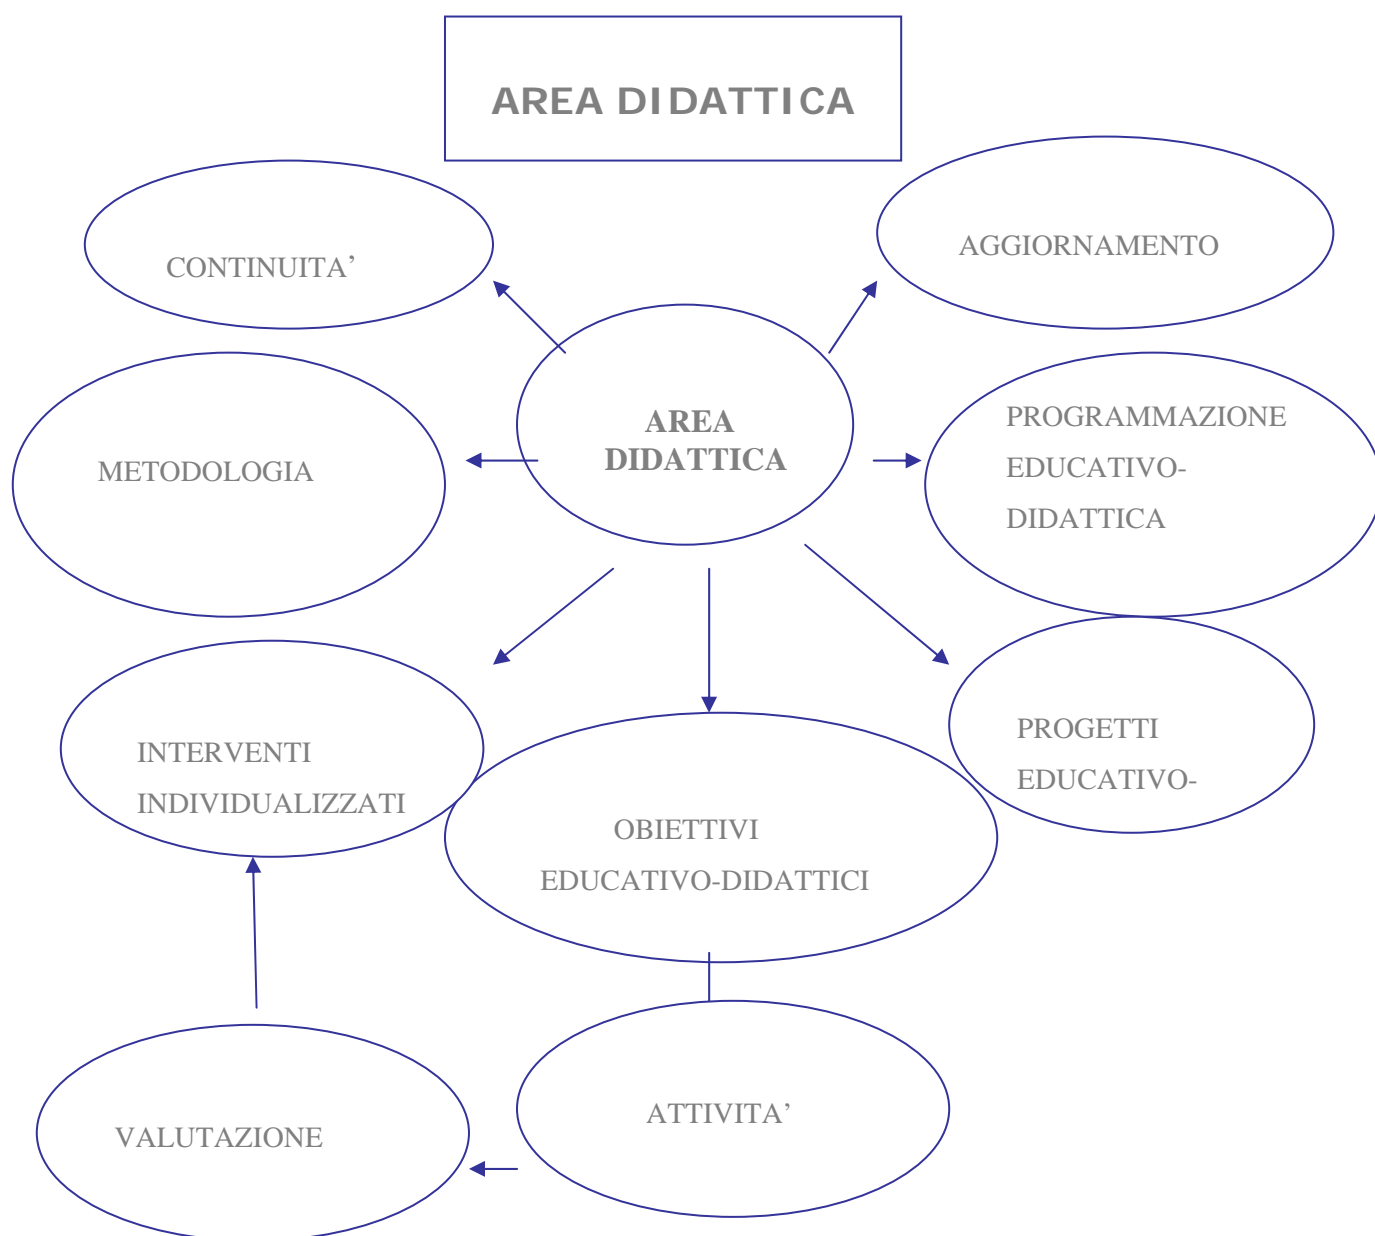 AREA DIDATTICA
CONTINUITA’
AGGIORNAMENTO
AREA
DIDATTICA
METODOLOGIA
PROGRAMMAZIONE
EDUCATIVO-
DIDATTICA
INTERVENTI
INDIVIDUALIZZATI
OBIETTIVI
EDUCATIVO-DIDATTICI
PROGETTI
EDUCATIVO-
VALUTAZIONE
ATTIVITA’